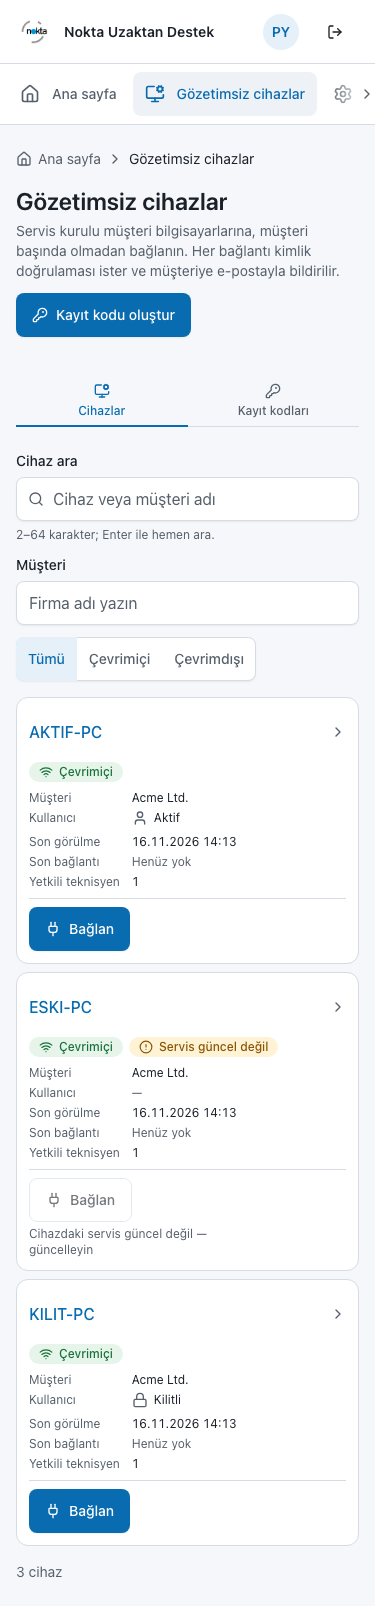 nokta
Nokta Uzaktan Destek
PY
Ana sayfa
Gözetimsiz cihazlar
Ana sayfa
Gözetimsiz cihazlar
Gözetimsiz cihazlar
Servis kurulu müşteri bilgisayarlarına, müşteri
başında olmadan bağlanın. Her bağlantı kimlik
doğrulaması ister ve müşteriye e-postayla bildirilir.
Kayıt kodu oluştur
Cihazlar
Kayıt kodları
Cihaz ara
Cihaz veya müşteri adı
2–64 karakter; Enter ile hemen ara.
Müşteri
Firma adı yazın
Tümü
Çevrimiçi
Çevrimdışı
AKTIF-PC
Çevrimiçi
Müşteri Acme Ltd.
Kullanıcı Aktif
Son görülme 16.11.2026 14:13
Son bağlantı Henüz yok
Yetkili teknisyen 1
Bağlan
ESKI-PC
Çevrimiçi Servis güncel değil
Müşteri Acme Ltd.
Kullanıcı —
Son görülme 16.11.2026 14:13
Son bağlantı Henüz yok
Yetkili teknisyen 1
Bağlan
Cihazdaki servis güncel değil —
güncelleyin
KILIT-PC
Çevrimiçi
Müşteri Acme Ltd.
Kullanıcı Kilitli
Son görülme 16.11.2026 14:13
Son bağlantı Henüz yok
Yetkili teknisyen 1
Bağlan
3 cihaz